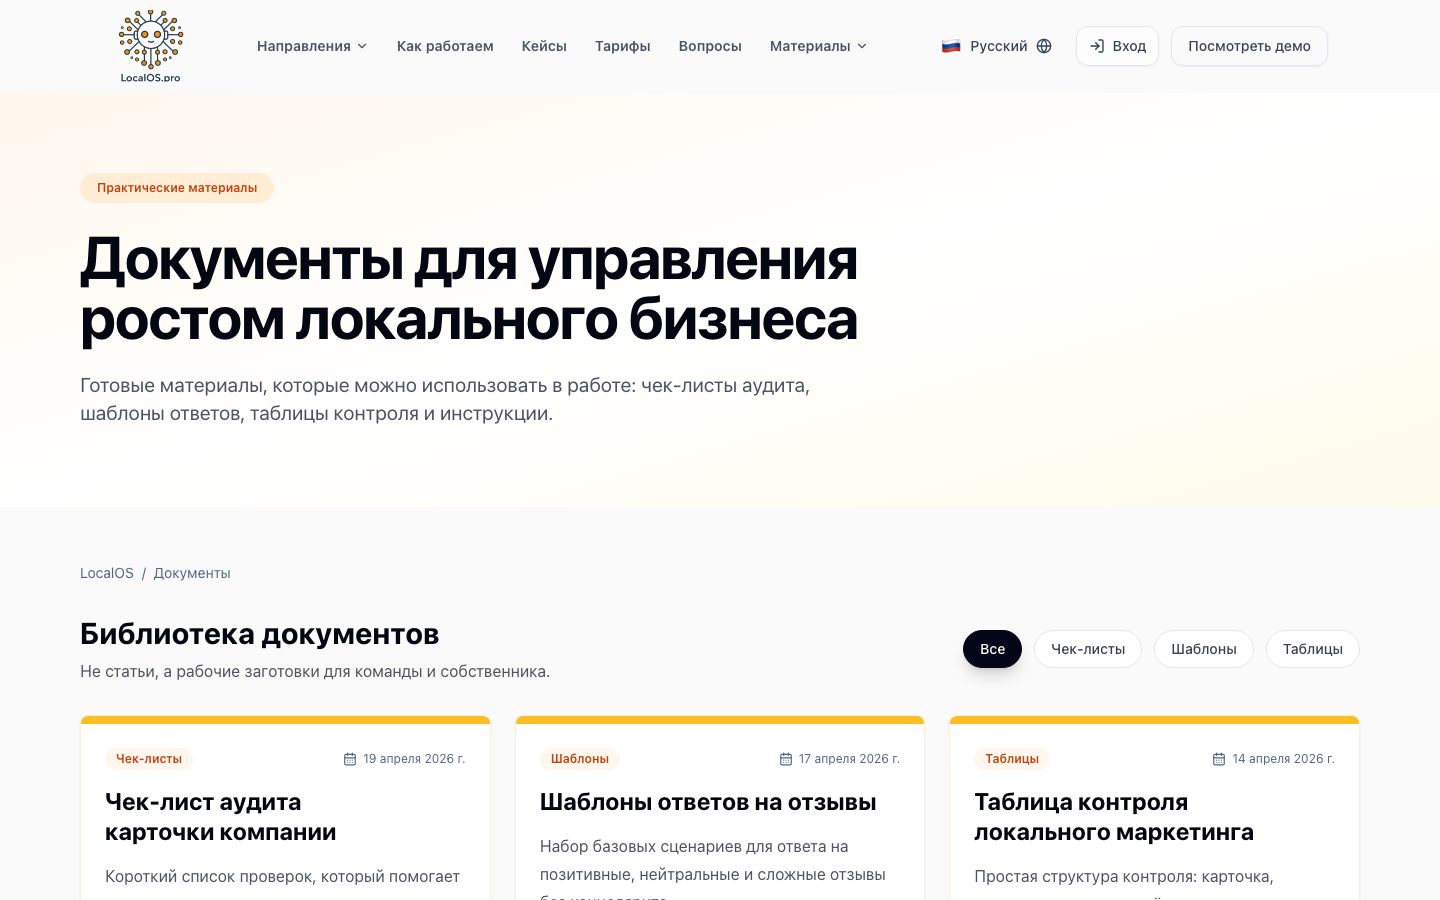 LocalOS.pro
Направления
Как работаем
Кейсы
Тарифы
Вопросы
Материалы
Русский
Вход
Посмотреть демо
Практические материалы
Документы для управления
ростом локального бизнеса
Готовые материалы, которые можно использовать в работе: чек-листы аудита,
шаблоны ответов, таблицы контроля и инструкции.
LocalOS / Документы
Библиотека документов
Не статьи, а рабочие заготовки для команды и собственника.
Все
Чек-листы
Шаблоны
Таблицы
Чек-листы
19 апреля 2026 г.
Чек-лист аудита
карточки компании
Короткий список проверок, который помогает
Шаблоны
17 апреля 2026 г.
Шаблоны ответов на отзывы
Набор базовых сценариев для ответа на
позитивные, нейтральные и сложные отзывы
Таблицы
14 апреля 2026 г.
Таблица контроля
локального маркетинга
Простая структура контроля: карточка,